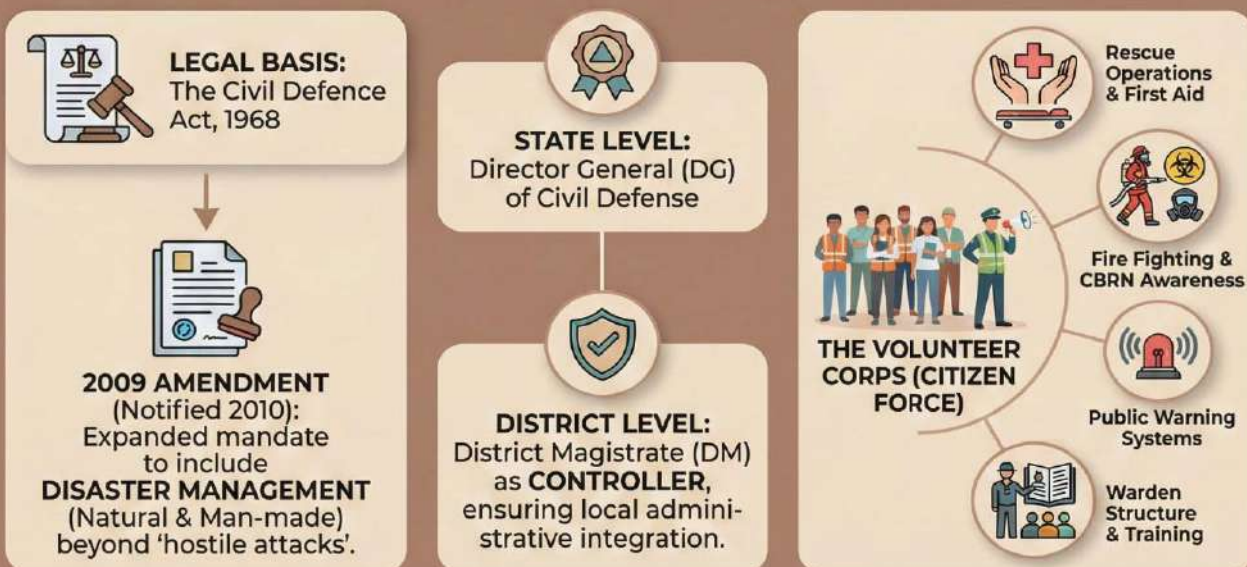 LEGAL BASIS:
The Civil Defence
Act, 1968
2009 AMENDMENT
(Notified 2010):
Expanded mandate
to include
DISASTER MANAGEMENT
(Natural & Man-made)
beyond ‘hostile attacks’.
STATE LEVEL:
Director General (DG)
of Civil Defense
DISTRICT LEVEL:
District Magistrate (DM)
as CONTROLLER,
ensuring local admini-
strative integration.
THE VOLUNTEER
CORPS (CITIZEN
FORCE)
Rescue
Operations
& First Aid
Fire Fighting &
CBRN Awareness
Public Warning
Systems
Warden
Structure
& Training